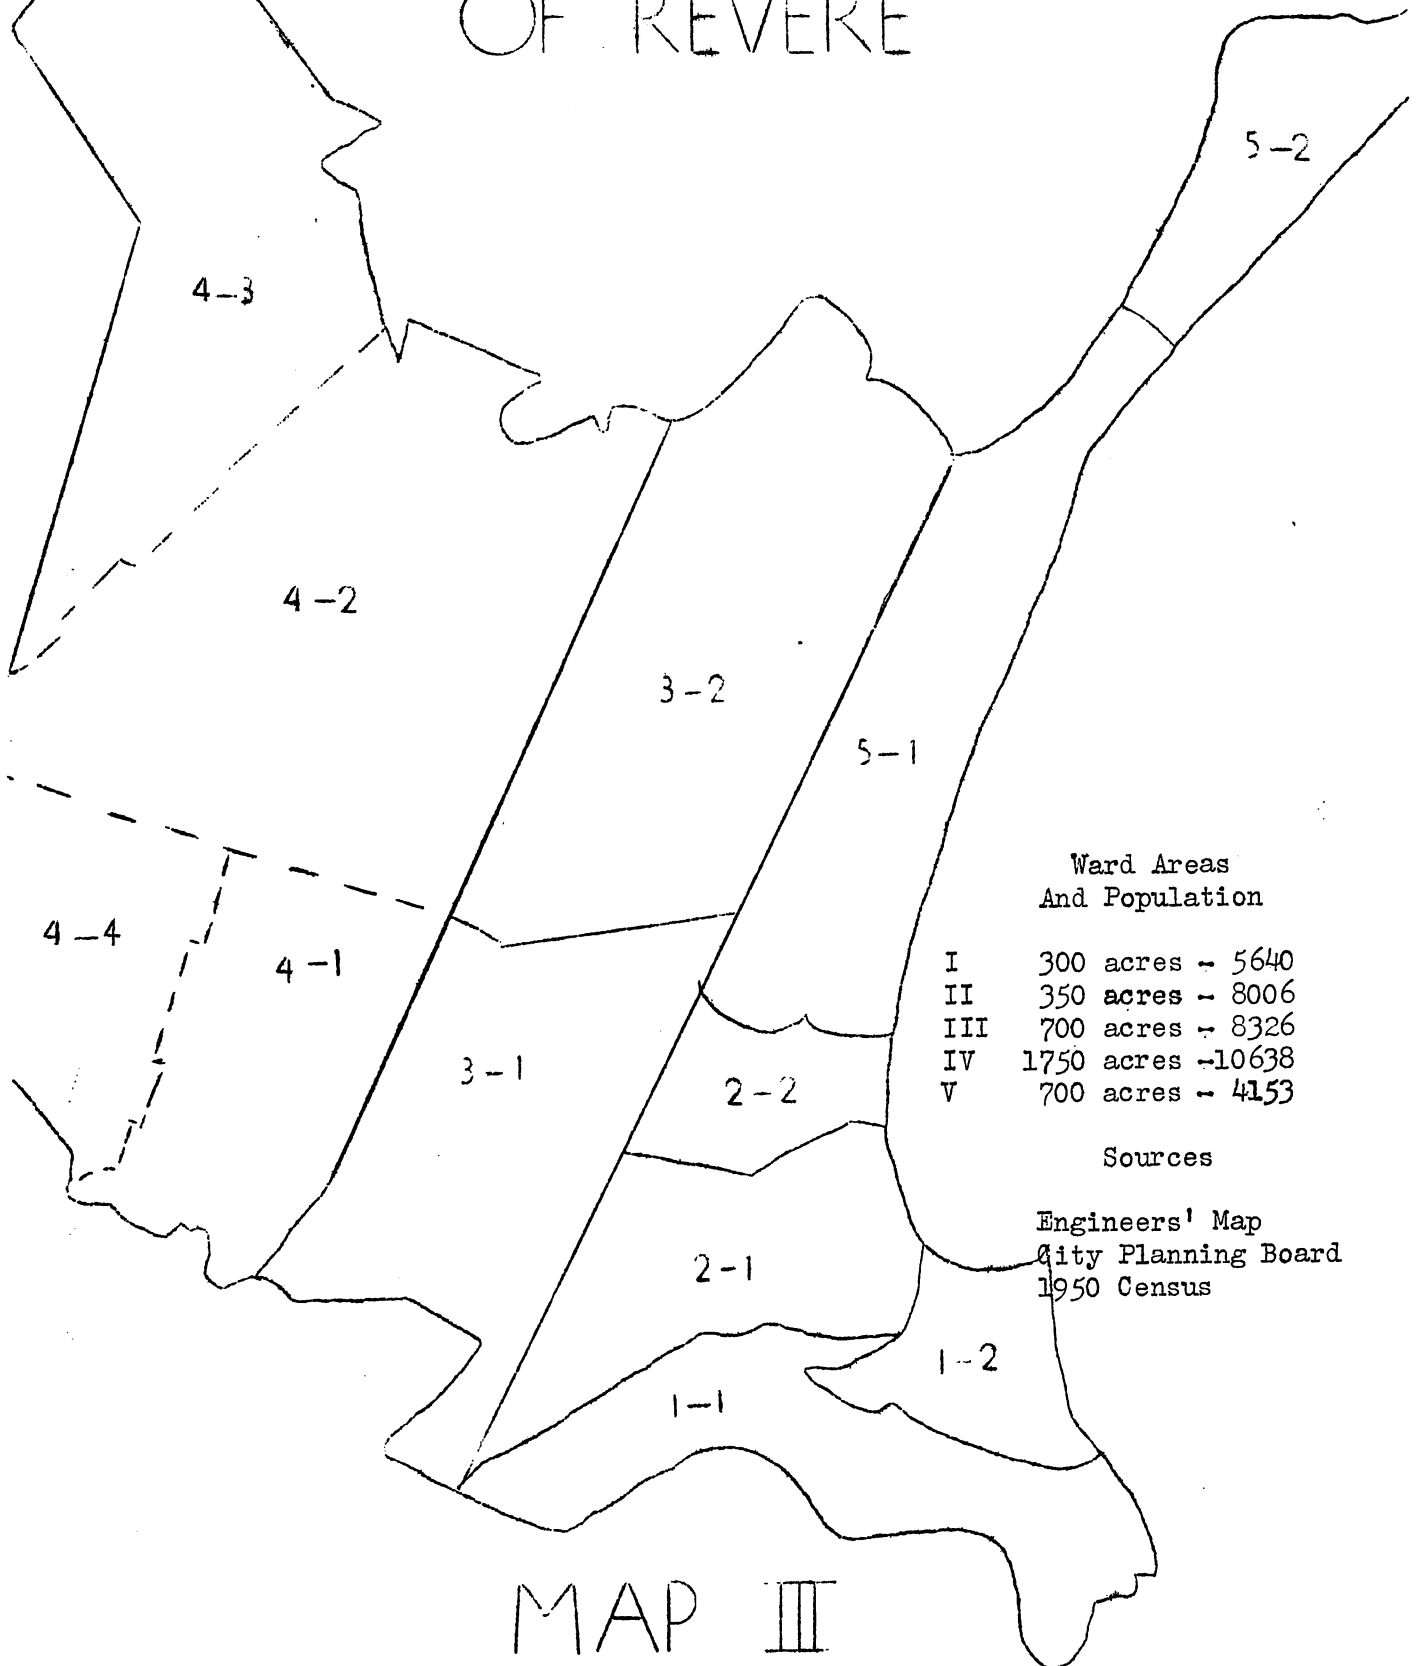 OF REVERE
5-2
4-3
4-2
3-2
5-1
4-4
4-1
3-1
2-2
2-1
1-2
1-1
Ward Areas
And Population
I 300 acres - 5640
II 350 acres - 8006
III 700 acres - 8326
IV 1750 acres -10638
V 700 acres - 4153
Sources
Engineers' Map
City Planning Board
1950 Census
MAP III